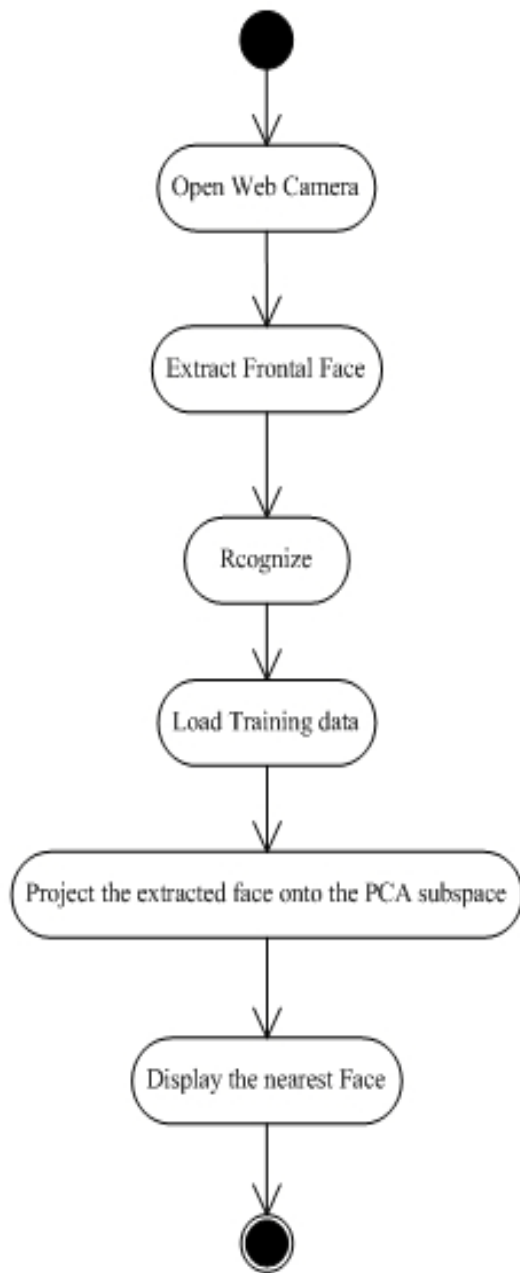 Open Web Camera
Extract Frontal Face
Rcognize
Load Training data
Project the extracted face onto the PCA subspace
Display the nearest Face